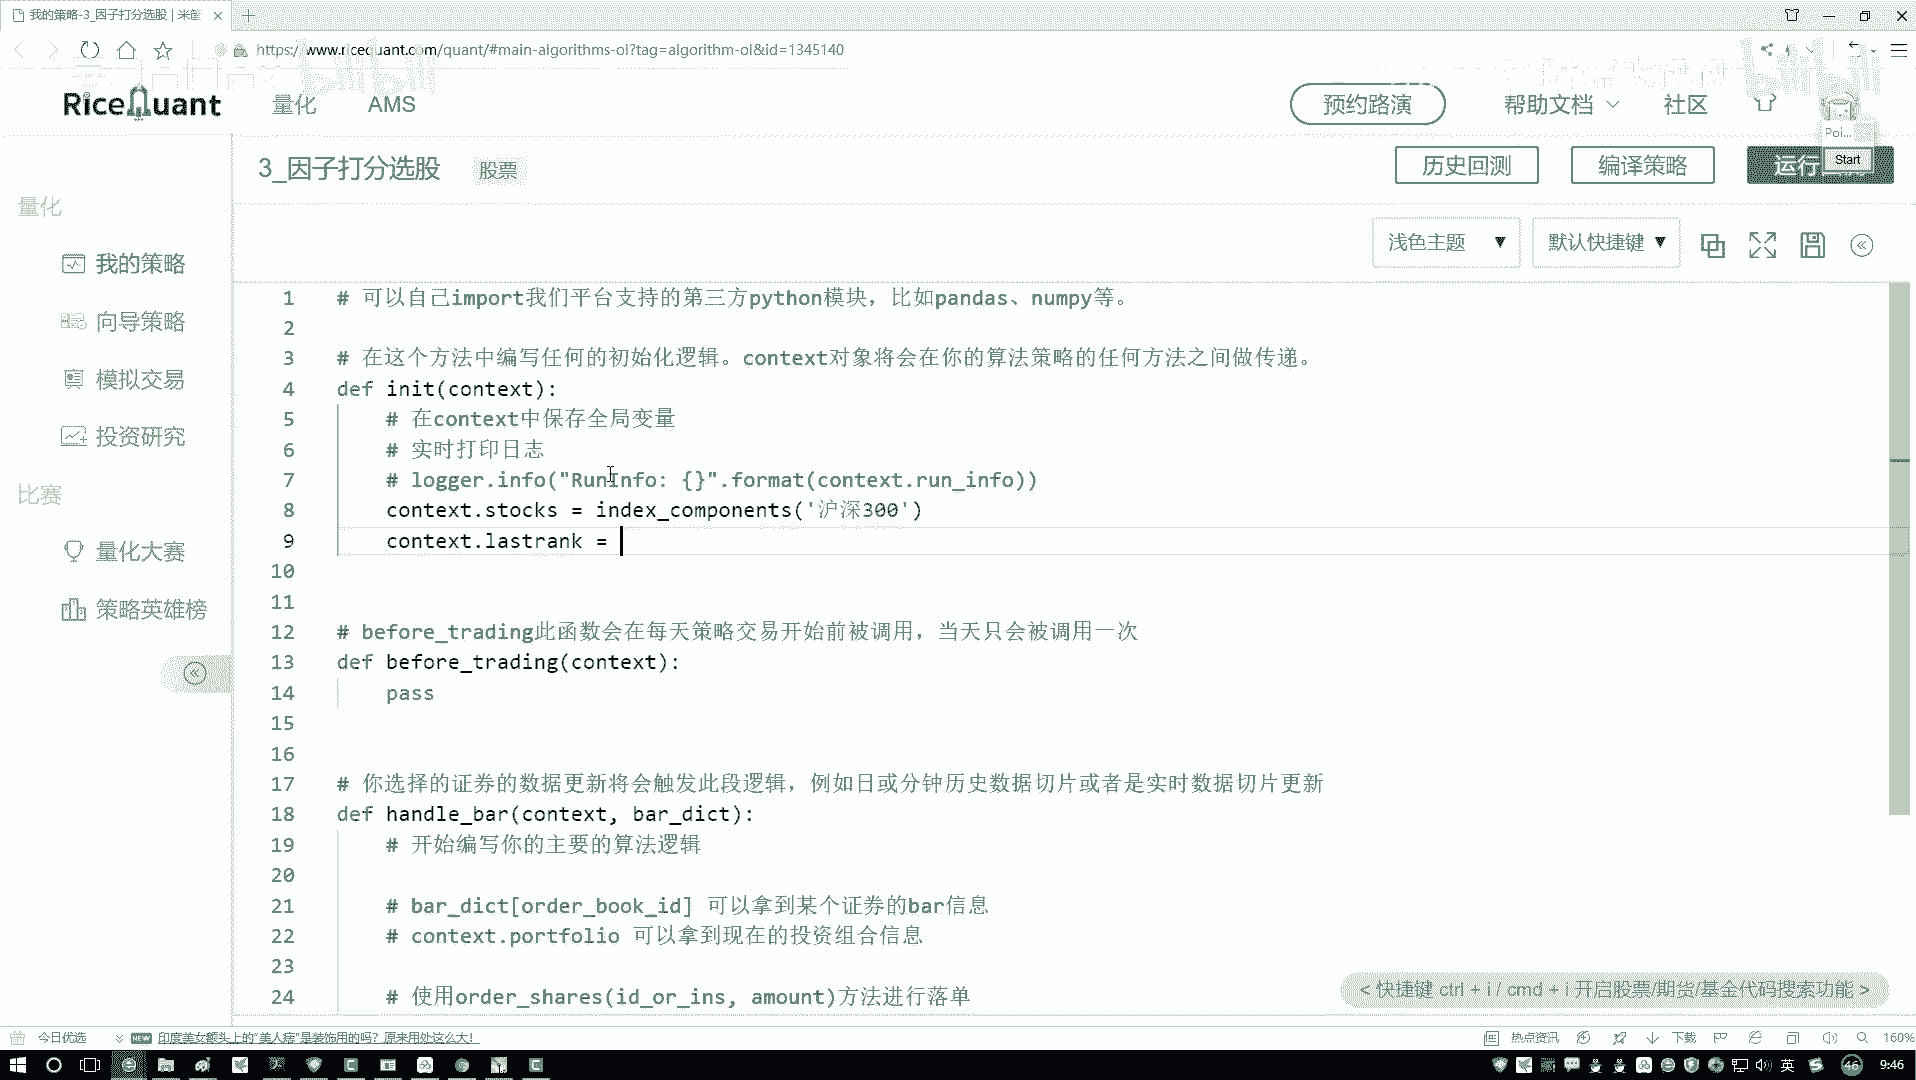 我的策略-3_因子打分选股 | 米筐
https://www.ricequant.com/quant/#main-algorithms-ol?tag=algorithm-ol&id=1345140
RiceQuant 量化 AMS 预约路演 帮助文档 社区
Poi...
3_因子打分选股 股票 历史回测 编译策略 运行 Start
量化
浅色主题 ▼ 默认快捷键 ▼
我的策略
向导策略
模拟交易
投资研究
比赛
量化大赛
策略英雄榜
1 # 可以自己import我们平台支持的第三方python模块，比如pandas、numpy等。
2
3 # 在这个方法中编写任何的初始化逻辑。context对象将会在你的算法策略的任何方法之间做传递。
4 def init(context):
5 # 在context中保存全局变量
6 # 实时打印日志
7 # logger.info("RunInfo: {}".format(context.run_info))
8 context.stocks = index_components('沪深300')
9 context.lastrank =
10
11
12 # before_trading此函数会在每天策略交易开始前被调用，当天只会被调用一次
13 def before_trading(context):
14 pass
15
16
17 # 你选择的证券的数据更新将会触发此段逻辑，例如日或分钟历史数据切片或者是实时数据切片更新
18 def handle_bar(context, bar_dict):
19 # 开始编写你的主要的算法逻辑
20
21 # bar_dict[order_book_id] 可以拿到某个证券的bar信息
22 # context.portfolio 可以拿到现在的投资组合信息
23
24 # 使用order_shares(id_or_ins, amount)方法进行落单
< 快捷键 ctrl + i / cmd + i 开启股票/期货/基金代码搜索功能 >
今日优选 NEW 印度美女额头上的"美人痣"是装饰用的吗？原来用处这么大！ 热点资讯 下载 160%
英 46 9:46